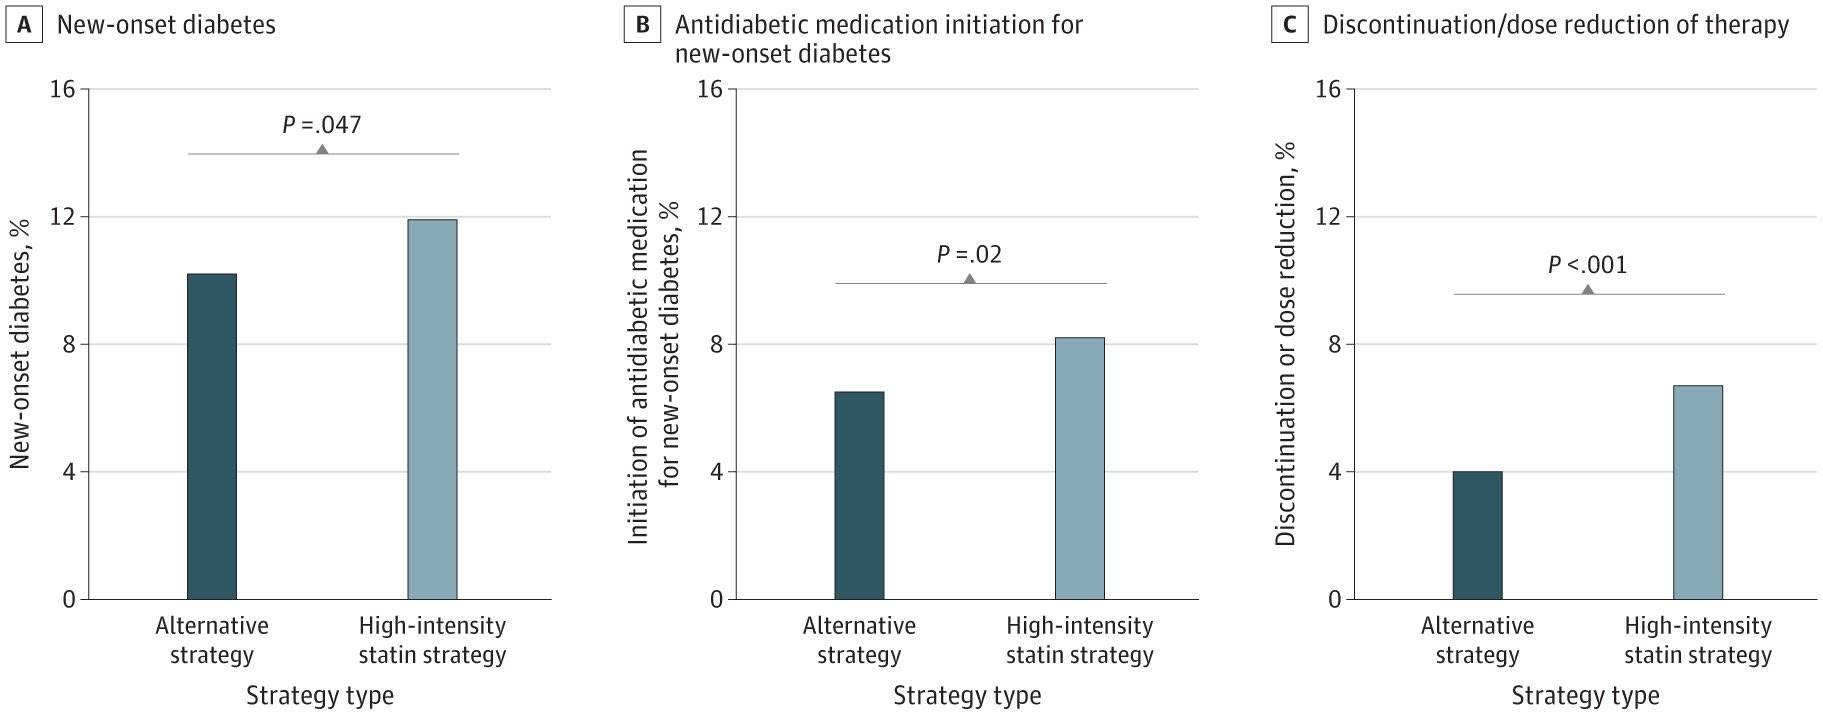 A New-onset diabetes
New-onset diabetes, %
16
12
8
4
0
P =.047
Alternative strategy
High-intensity statin strategy
Strategy type
B Antidiabetic medication initiation for
new-onset diabetes
Initiation of antidiabetic medication
for new-onset diabetes, %
16
12
8
4
0
P =.02
Alternative strategy
High-intensity statin strategy
Strategy type
C Discontinuation/dose reduction of therapy
Discontinuation or dose reduction, %
16
12
8
4
0
P <.001
Alternative strategy
High-intensity statin strategy
Strategy type